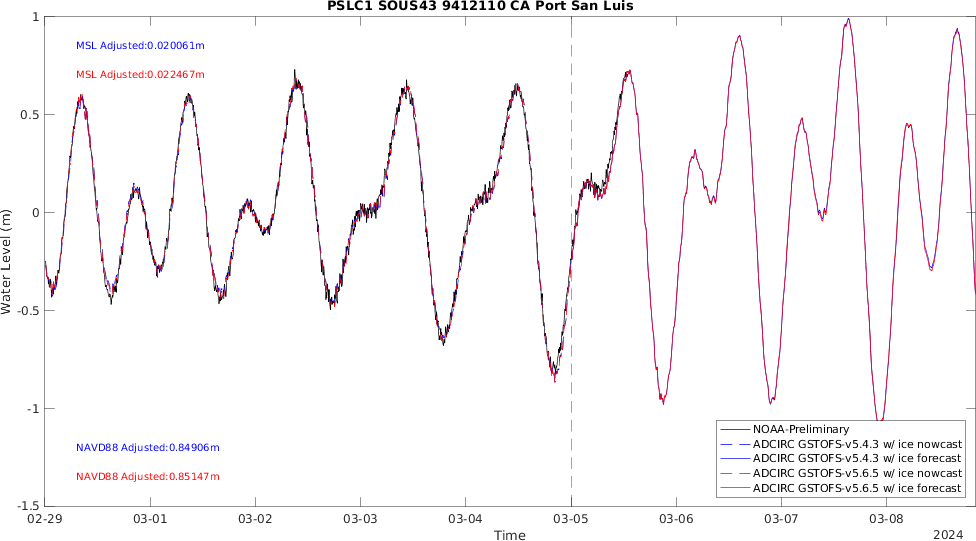 PSLC1 SOUS43 9412110 CA Port San Luis
MSL Adjusted:0.020061m
MSL Adjusted:0.022467m
NAVD88 Adjusted:0.84906m
NAVD88 Adjusted:0.85147m
Water Level (m)
1
0.5
0
-0.5
-1
-1.5
NOAA-Preliminary
ADCIRC GSTOFS-v5.4.3 w/ ice nowcast
ADCIRC GSTOFS-v5.4.3 w/ ice forecast
ADCIRC GSTOFS-v5.6.5 w/ ice nowcast
ADCIRC GSTOFS-v5.6.5 w/ ice forecast
02-29 03-01 03-02 03-03 03-04 03-05 03-06 03-07 03-08
Time
2024